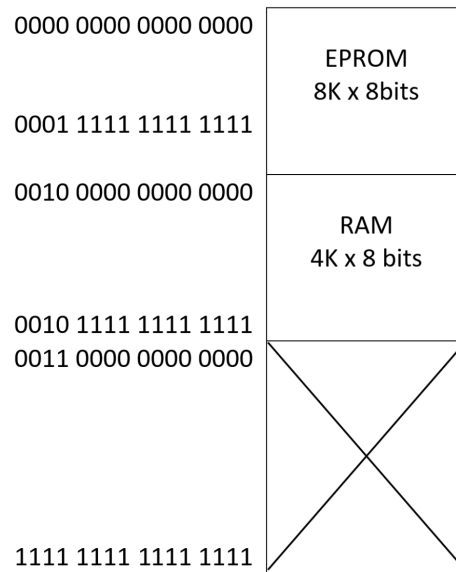 0000 0000 0000 0000
EPROM
8K x 8bits
0001 1111 1111 1111
0010 0000 0000 0000
RAM
4K x 8 bits
0010 1111 1111 1111
0011 0000 0000 0000
1111 1111 1111 1111